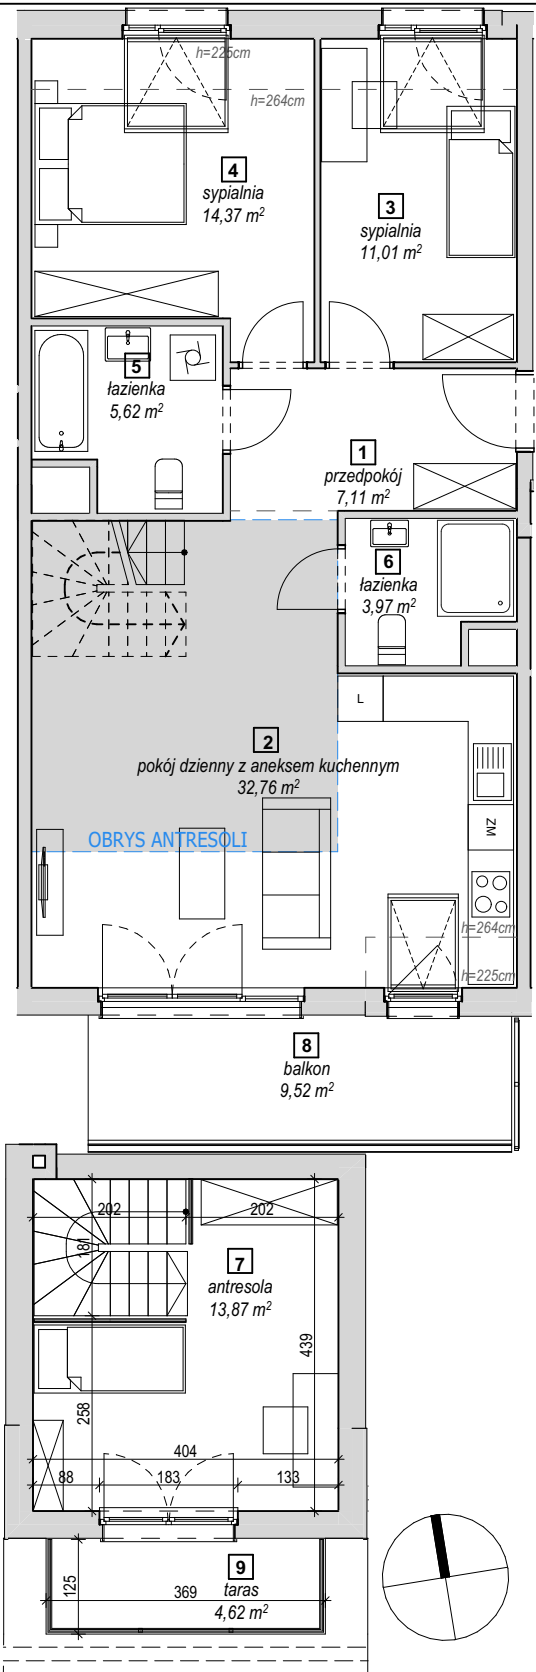 h=225cm
h=264cm
4
sypialnia
14,37 m²
3
sypialnia
11,01 m²
5
łazienka
5,62 m²
1
przedpokój
7,11 m²
6
łazienka
3,97 m²
L
2
pokój dzienny z aneksem kuchennym
32,76 m²
ZM
OBRYS ANTRESOLI
h=264cm
h=225cm
8
balkon
9,52 m²
202
202
181
7
antresola
13,87 m²
439
258
404
88
183
133
125
9
369
taras
4,62 m²